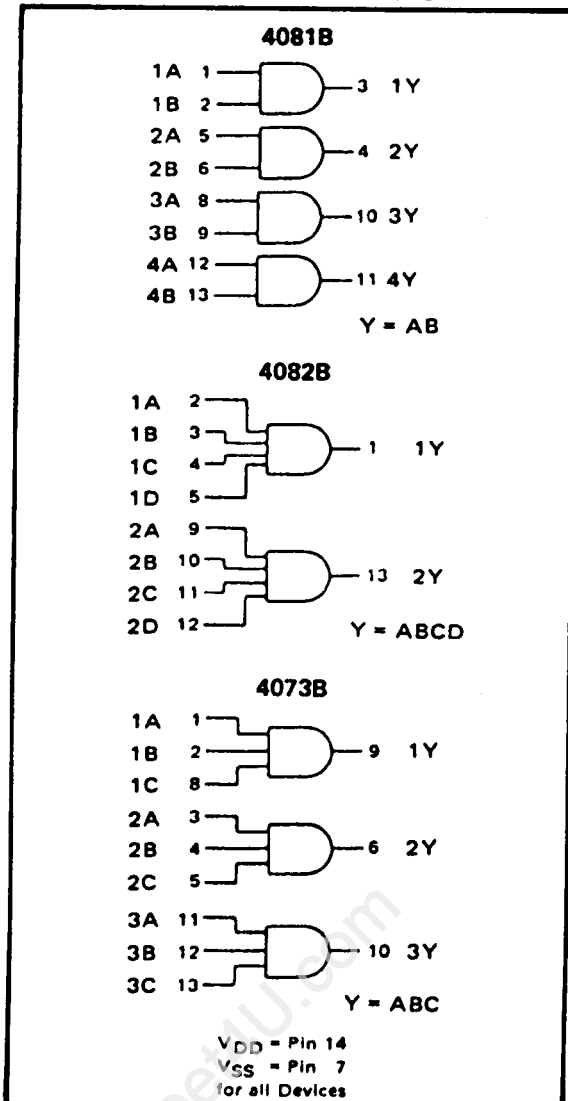 4081B
1A 1 3 1Y
1B 2
2A 5 4 2Y
2B 6
3A 8 10 3Y
3B 9
4A 12 11 4Y
4B 13
Y = AB
4082B
1A 2
1B 3 1 1Y
1C 4
1D 5
2A 9
2B 10 13 2Y
2C 11
2D 12
Y = ABCD
4073B
1A 1
1B 2 9 1Y
1C 8
2A 3
2B 4 6 2Y
2C 5
3A 11
3B 12 10 3Y
3C 13
Y = ABC
VDD = Pin 14
VSS = Pin 7
for all Devices